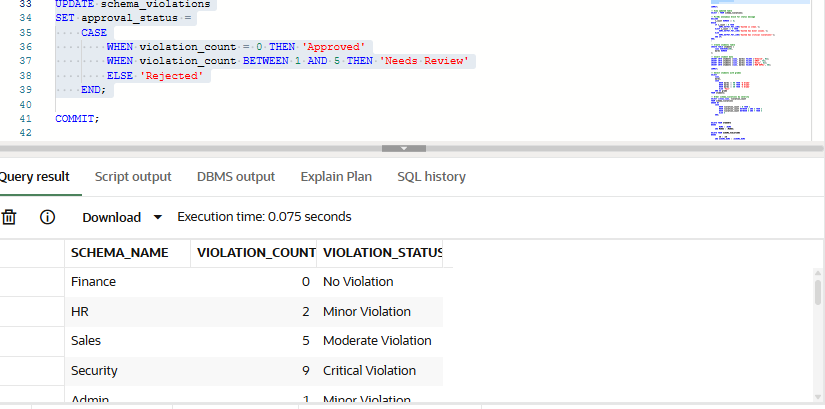 33 UPDATE schema_violations
34 SET approval_status =
35 CASE
36 WHEN violation_count = 0 THEN 'Approved'
37 WHEN violation_count BETWEEN 1 AND 5 THEN 'Needs Review'
38 ELSE 'Rejected'
39 END;
40
41 COMMIT;
42
Query result Script output DBMS output Explain Plan SQL history
Download Execution time: 0.075 seconds
SCHEMA_NAME VIOLATION_COUNT VIOLATION_STATUS
Finance 0 No Violation
HR 2 Minor Violation
Sales 5 Moderate Violation
Security 9 Critical Violation
Admin 1 Minor Violation